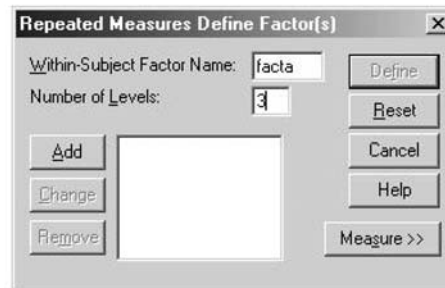 Repeated Measures Define Factor(s)
Within-Subject Factor Name: facta
Define
Number of Levels: 3
Reset
Add
Cancel
Change
Help
Remove
Measure >>